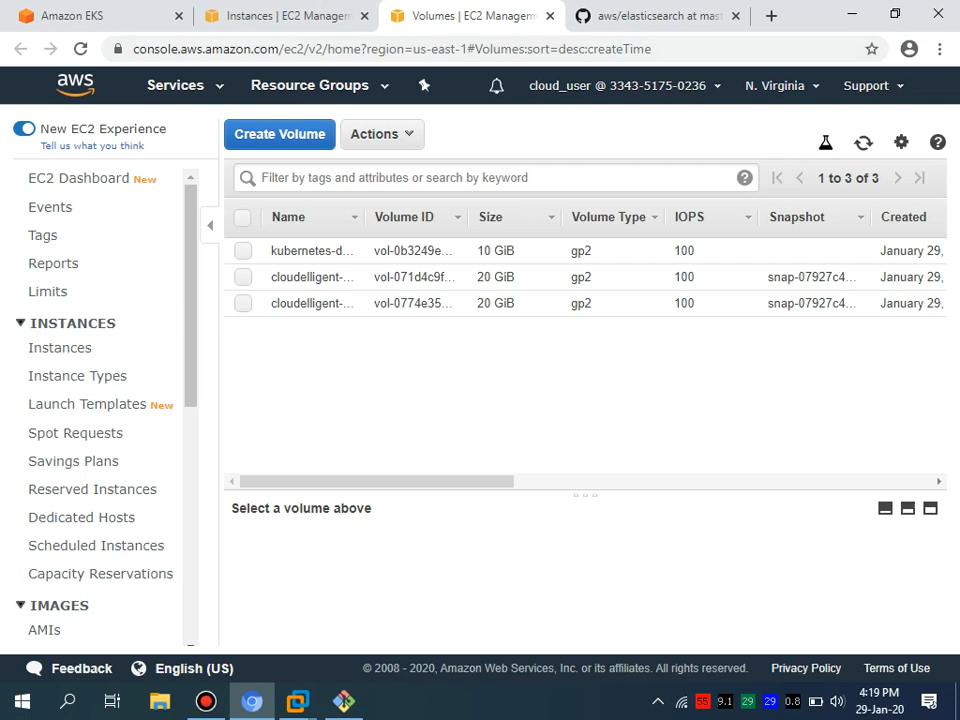 Amazon EKS
Instances | EC2 Managem
Volumes | EC2 Managem
aws/elasticsearch at mast
console.aws.amazon.com/ec2/v2/home?region=us-east-1#Volumes:sort=desc:createTime
aws
Services
Resource Groups
cloud_user @ 3343-5175-0236
N. Virginia
Support
New EC2 Experience
Tell us what you think
EC2 Dashboard New
Events
Tags
Reports
Limits
INSTANCES
Instances
Instance Types
Launch Templates New
Spot Requests
Savings Plans
Reserved Instances
Dedicated Hosts
Scheduled Instances
Capacity Reservations
IMAGES
AMIs
Create Volume
Actions
Filter by tags and attributes or search by keyword
1 to 3 of 3
Name Volume ID Size Volume Type IOPS Snapshot Created
kubernetes-d... vol-0b3249e... 10 GiB gp2 100 January 29,
cloudelligent-... vol-071d4c9f... 20 GiB gp2 100 snap-07927c4... January 29,
cloudelligent-... vol-0774e35... 20 GiB gp2 100 snap-07927c4... January 29,
Select a volume above
Feedback
English (US)
© 2008 - 2020, Amazon Web Services, Inc. or its affiliates. All rights reserved.
Privacy Policy
Terms of Use
55 9.1 29 29 0.8
4:19 PM
29-Jan-20